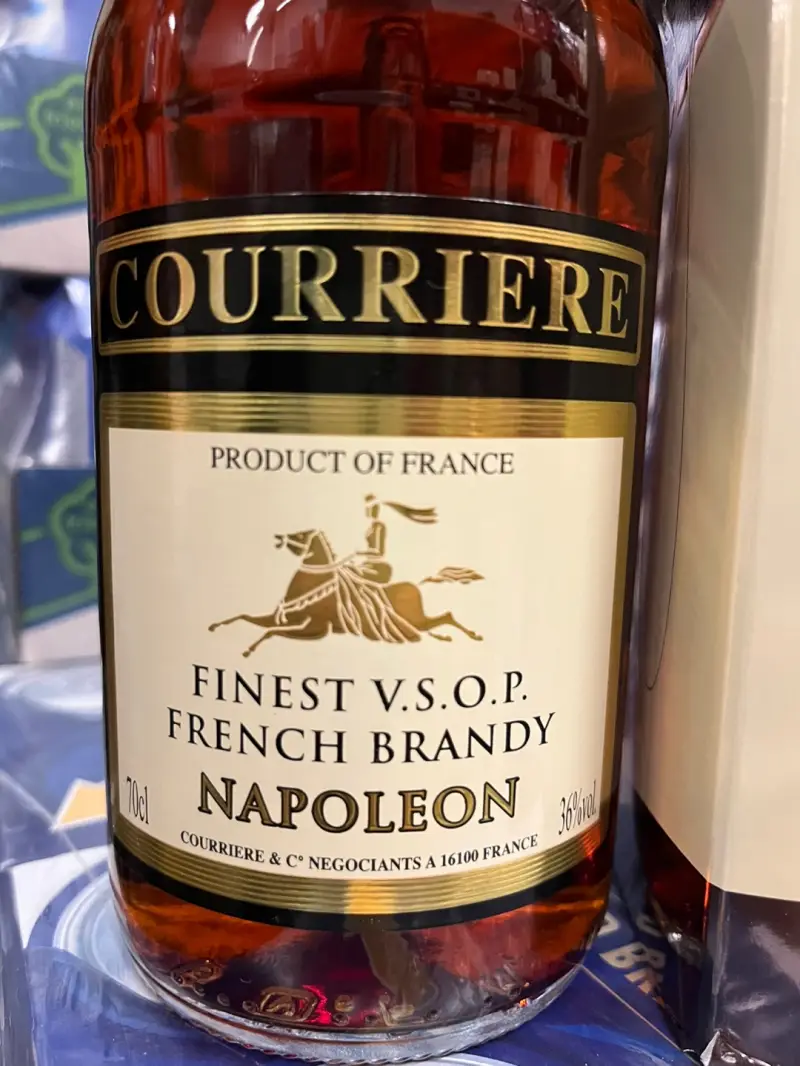 COURRIERE
PRODUCT OF FRANCE
FINEST V.S.O.P.
FRENCH BRANDY
NAPOLEON
70cl
36%vol.
COURRIERE & C° NEGOCIANTS A 16100 FRANCE